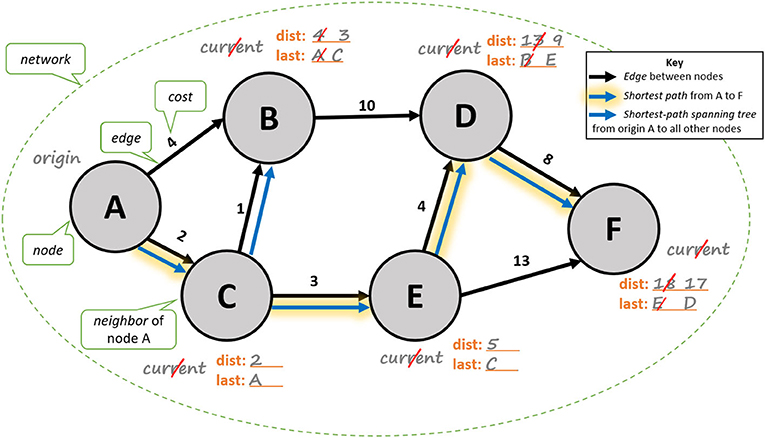 network
current
dist: 4 3
last: A C
current
dist: 13 9
last: B E
Key
Edge between nodes
Shortest path from A to F
Shortest-path spanning tree
from origin A to all other nodes
cost
edge
origin
4
B
10
D
8
A
node
2
1
4
F
C
3
E
13
current
dist: 18 17
last: E D
neighbor of
node A
current
dist: 2
last: A
current
dist: 5
last: C